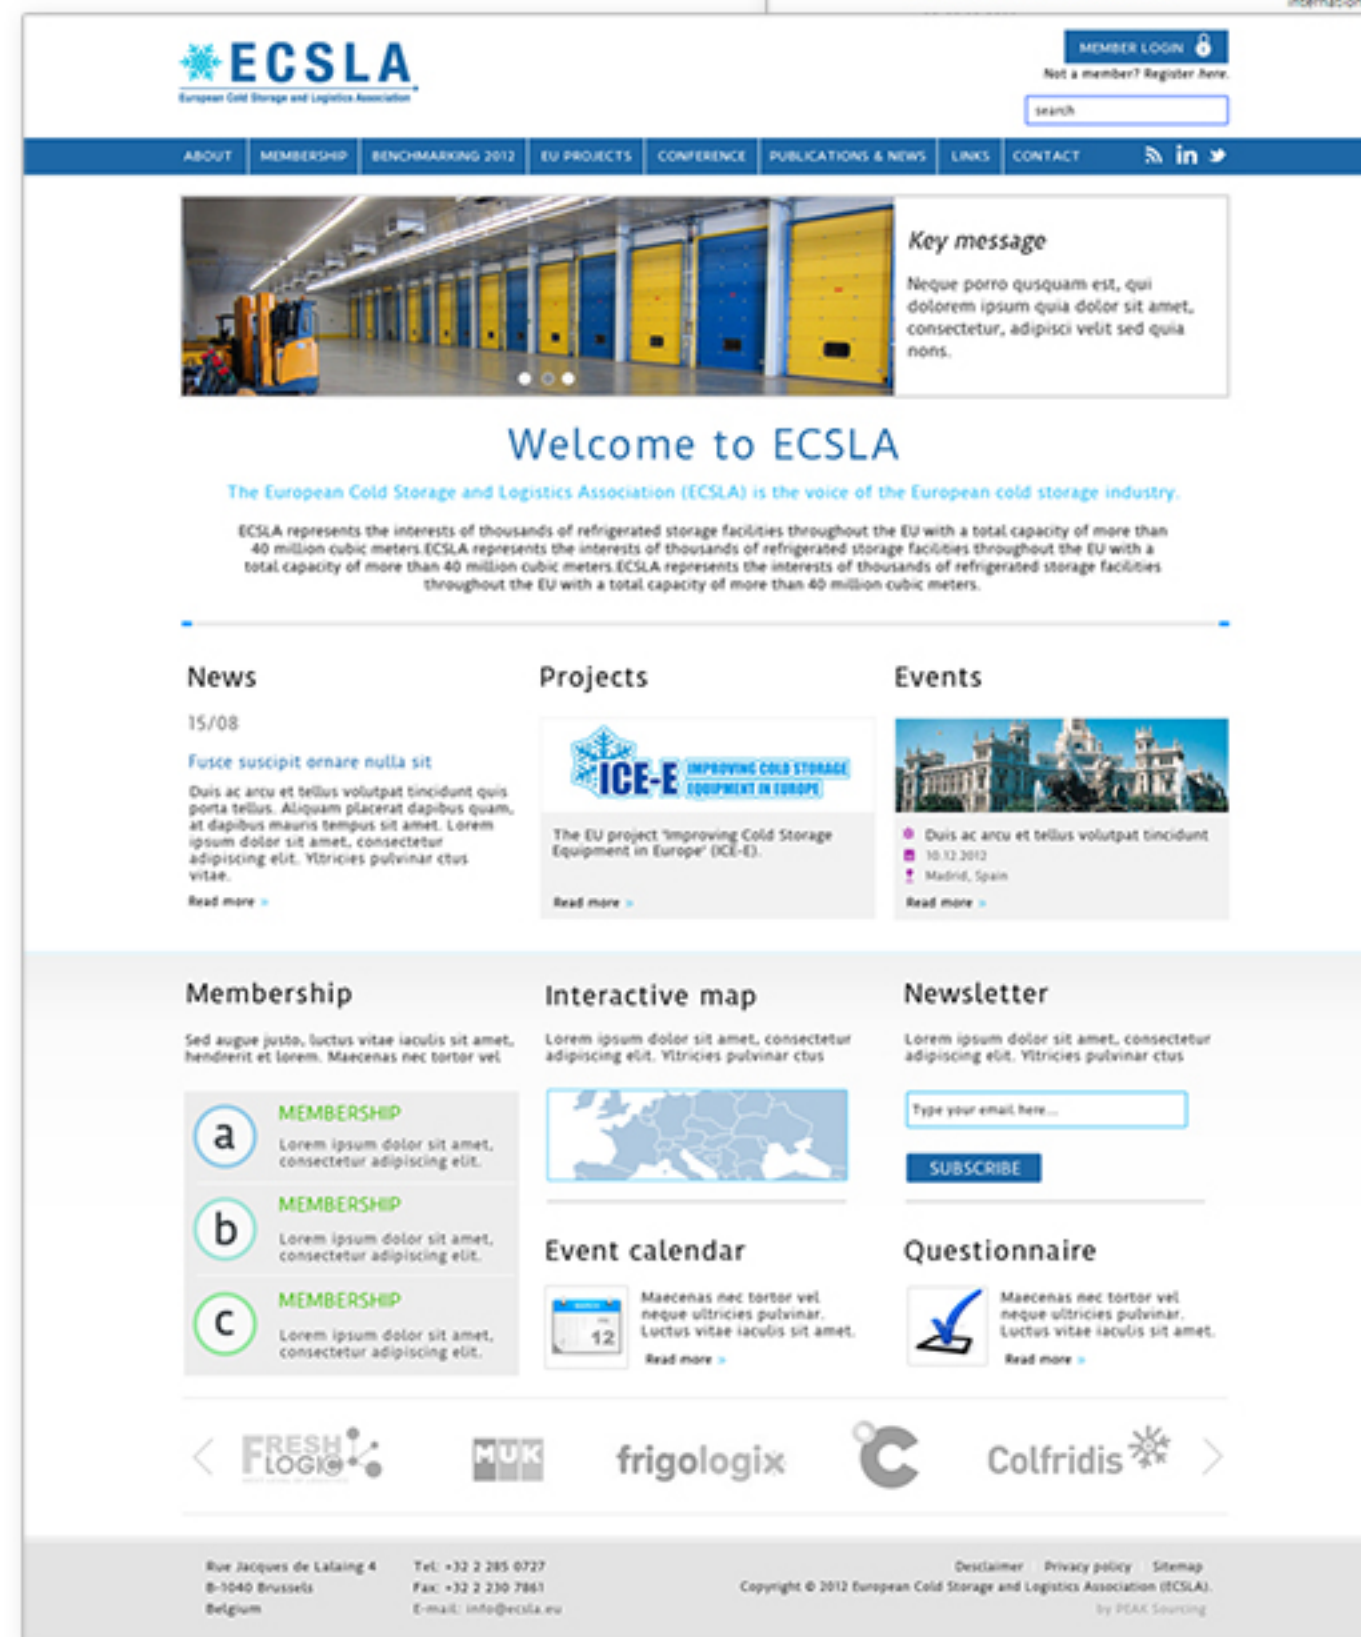 ECSLA
European Cold Storage and Logistics Association
MEMBER LOGIN
Not a member? Register here.
search
ABOUT MEMBERSHIP BENCHMARKING 2012 EU PROJECTS CONFERENCE PUBLICATIONS & NEWS LINKS CONTACT in
Key message
Neque porro qusquam est, qui
dolorem ipsum quia dolor sit amet,
consectetur, adipisci velit sed quia
nons.
Welcome to ECSLA
The European Cold Storage and Logistics Association (ECSLA) is the voice of the European cold storage industry.
ECSLA represents the interests of thousands of refrigerated storage facilities throughout the EU with a total capacity of more than
40 million cubic meters.ECSLA represents the interests of thousands of refrigerated storage facilities throughout the EU with a
total capacity of more than 40 million cubic meters.ECSLA represents the interests of thousands of refrigerated storage facilities
throughout the EU with a total capacity of more than 40 million cubic meters.
News
15/08
Fusce suscipit ornare nulla sit
Duis ac arcu et tellus volutpat tincidunt quis
porta tellus. Aliquam placerat dapibus quam,
at dapibus mauris tempus sit amet. Lorem
ipsum dolor sit amet, consectetur
adipiscing elit. Yltricies pulvinar ctus
vitae.
Read more »
Projects
ICE-E IMPROVING COLD STORAGE
EQUIPMENT IN EUROPE
The EU project 'Improving Cold Storage
Equipment in Europe' (ICE-E).
Read more »
Events
Duis ac arcu et tellus volutpat tincidunt
10.12.2012
Madrid, Spain
Read more »
Membership
Sed augue justo, luctus vitae iaculis sit amet,
hendrerit et lorem. Maecenas nec tortor vel
a
MEMBERSHIP
Lorem ipsum dolor sit amet,
consectetur adipiscing elit.
b
MEMBERSHIP
Lorem ipsum dolor sit amet,
consectetur adipiscing elit.
c
MEMBERSHIP
Lorem ipsum dolor sit amet,
consectetur adipiscing elit.
Interactive map
Lorem ipsum dolor sit amet, consectetur
adipiscing elit. Yltricies pulvinar ctus
Event calendar
12
Maecenas nec tortor vel
neque ultricies pulvinar.
Luctus vitae iaculis sit amet.
Read more »
Newsletter
Lorem ipsum dolor sit amet, consectetur
adipiscing elit. Yltricies pulvinar ctus
Type your email here...
SUBSCRIBE
Questionnaire
Maecenas nec tortor vel
neque ultricies pulvinar.
Luctus vitae iaculis sit amet.
Read more »
FRESH
LOGIC
MUK
frigologix
C
Colfridis
Rue Jacques de Lalaing 4
B-1040 Brussels
Belgium
Tel: +32 2 285 0727
Fax: +32 2 230 7861
E-mail: info@ecsla.eu
Desclaimer Privacy policy Sitemap
Copyright © 2012 European Cold Storage and Logistics Association (ECSLA).
by PEAK Sourcing